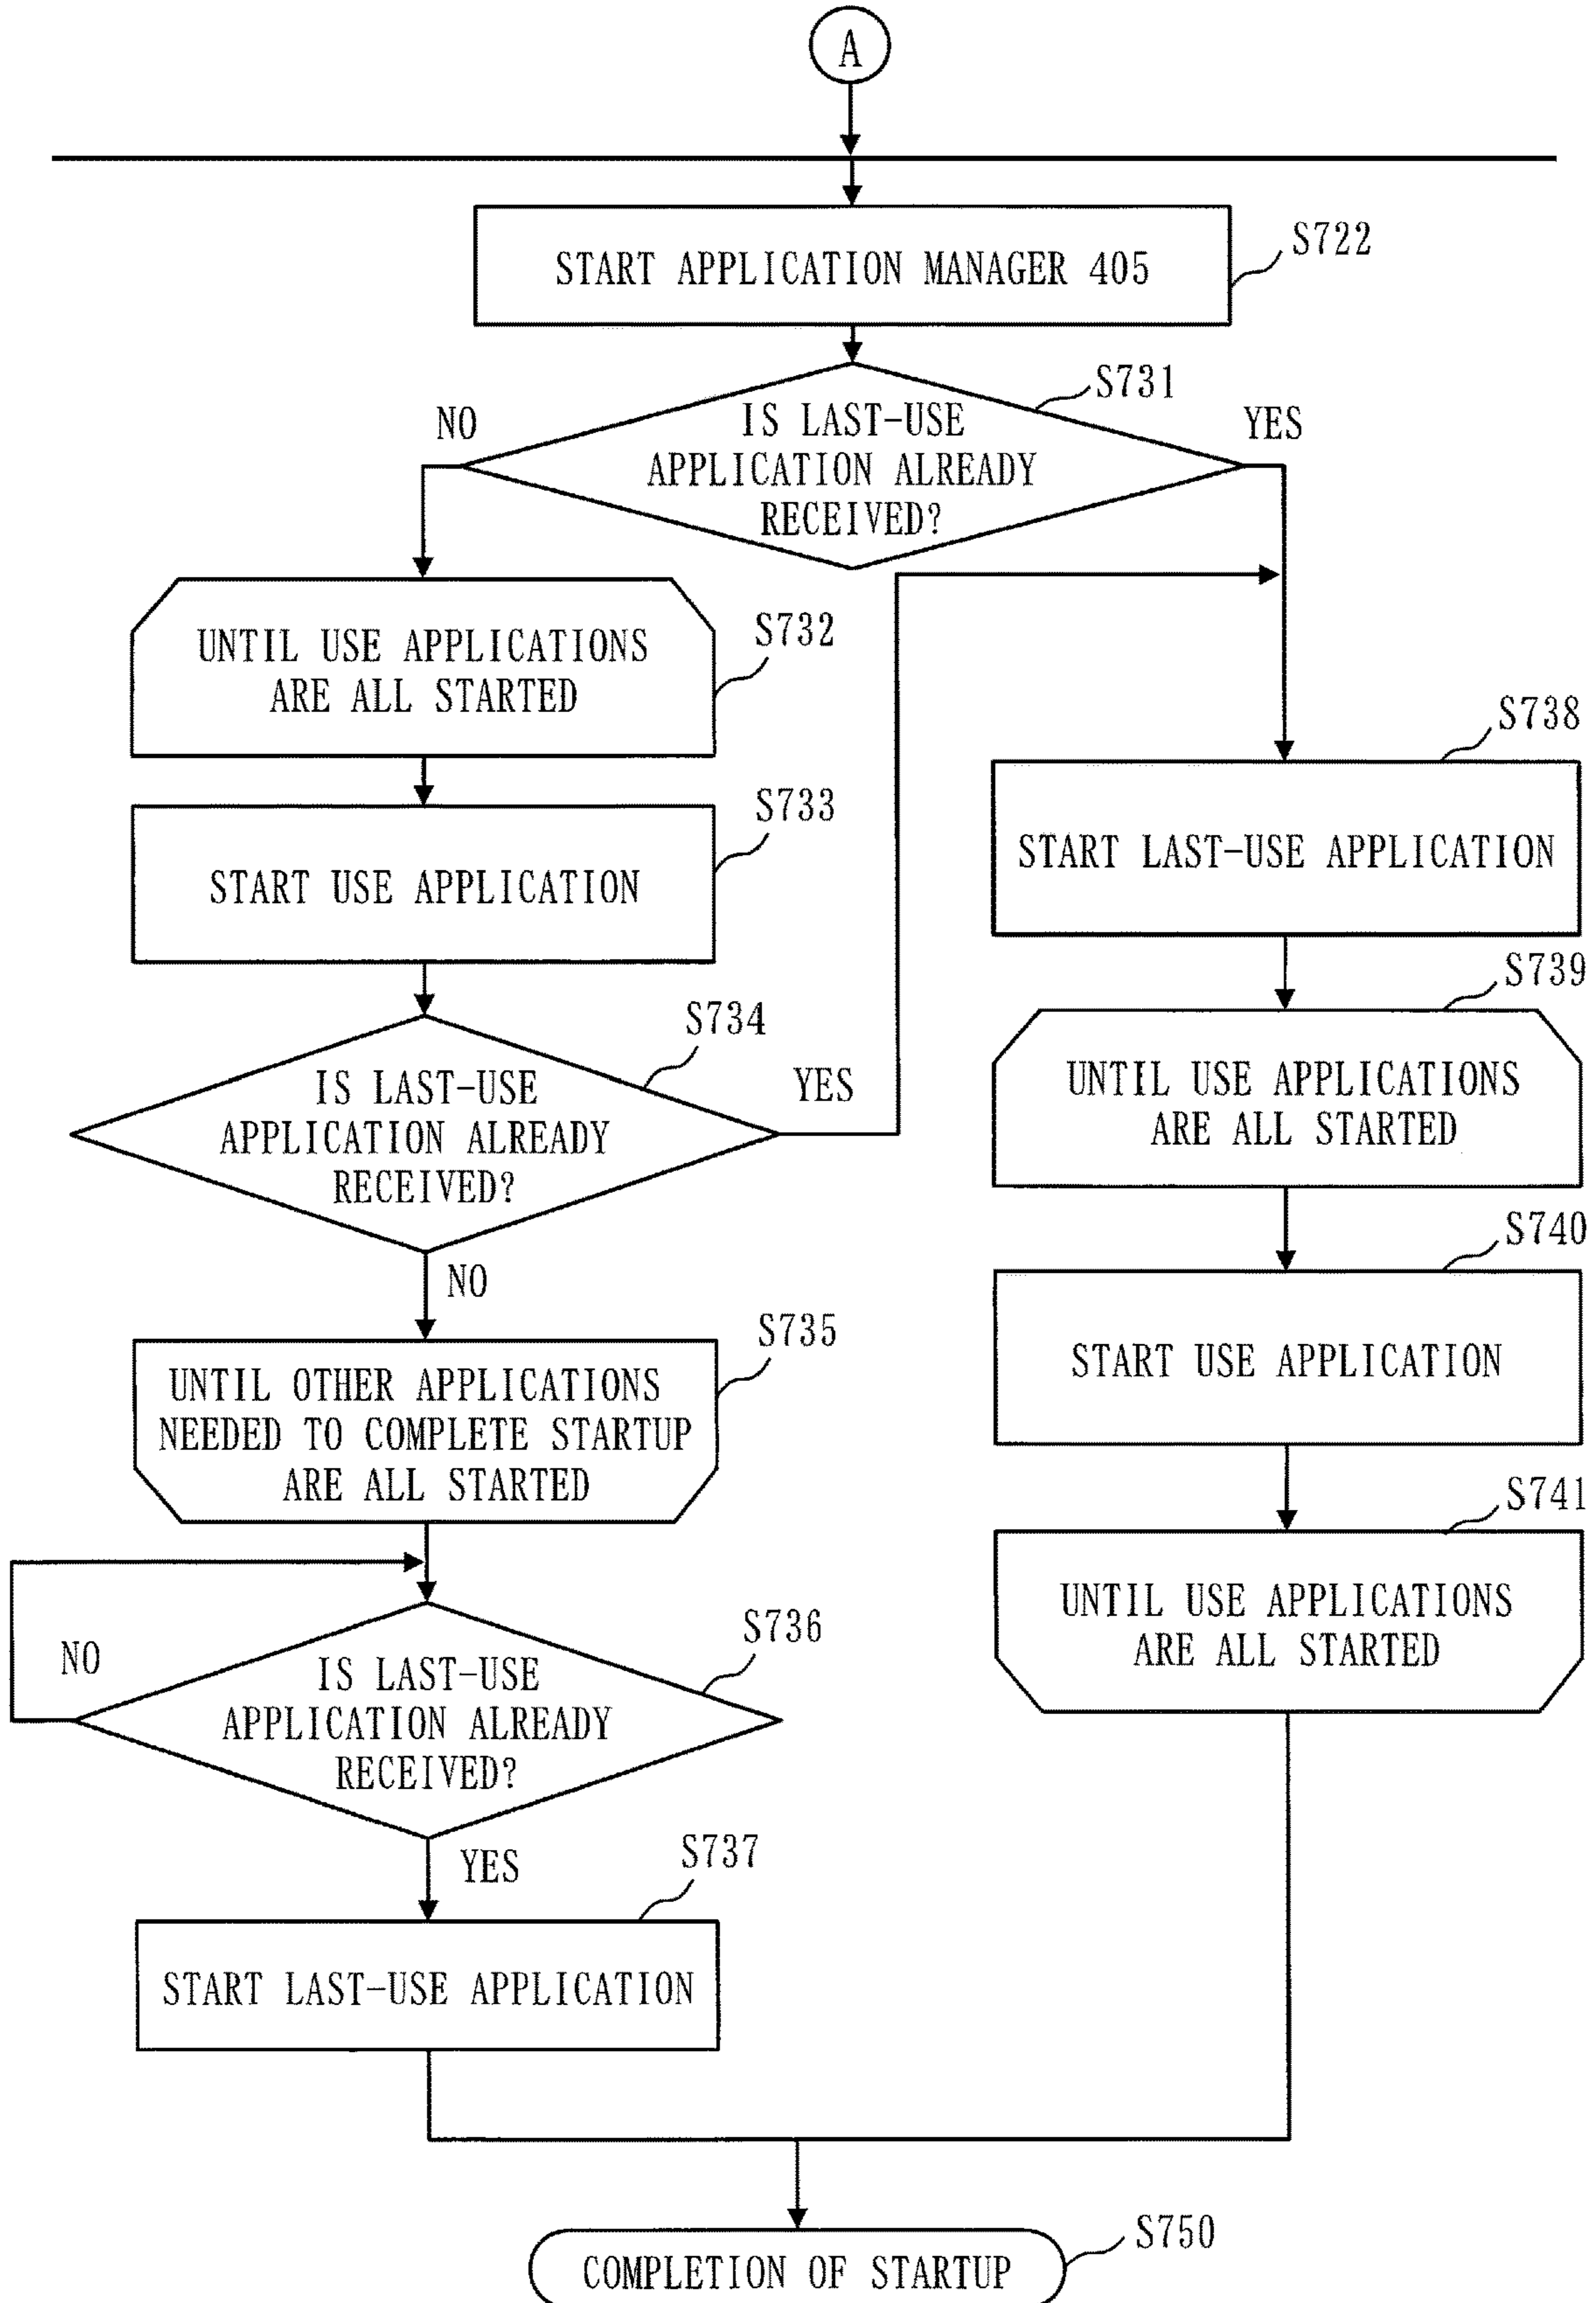 A
START APPLICATION MANAGER 405
S722
S731
NO
IS LAST-USE
APPLICATION ALREADY
RECEIVED?
YES
UNTIL USE APPLICATIONS
ARE ALL STARTED
S732
START USE APPLICATION
S733
S734
IS LAST-USE
APPLICATION ALREADY
RECEIVED?
YES
NO
UNTIL OTHER APPLICATIONS
NEEDED TO COMPLETE STARTUP
ARE ALL STARTED
S735
NO
S736
IS LAST-USE
APPLICATION ALREADY
RECEIVED?
YES
S737
START LAST-USE APPLICATION
S738
START LAST-USE APPLICATION
S739
UNTIL USE APPLICATIONS
ARE ALL STARTED
S740
START USE APPLICATION
S741
UNTIL USE APPLICATIONS
ARE ALL STARTED
COMPLETION OF STARTUP
S750